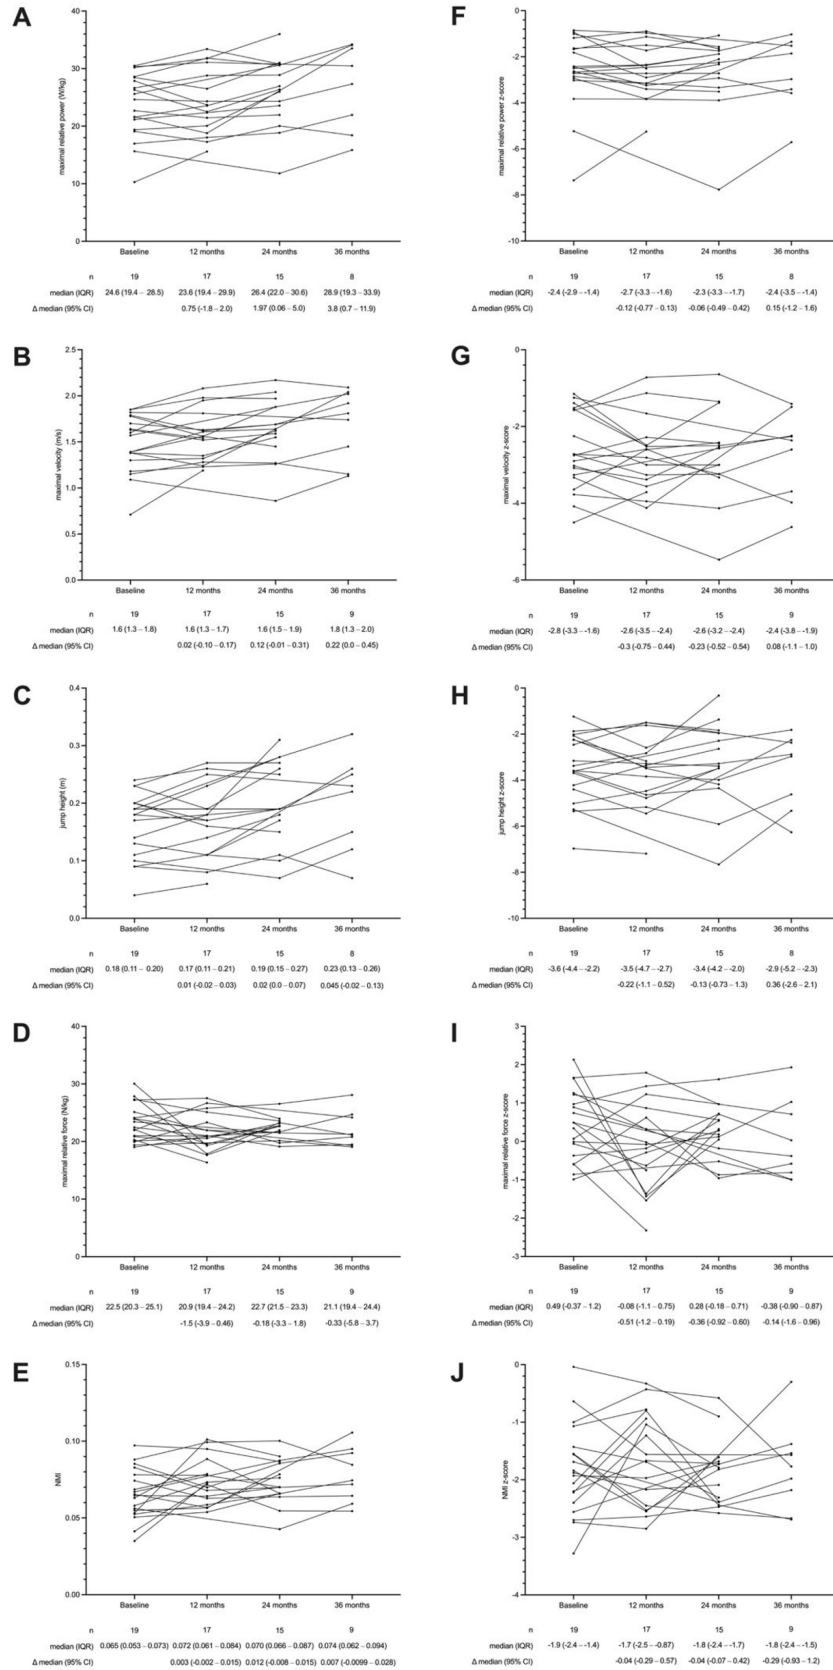 A
maximal relative power (W/kg)
40
30
20
10
0
Baseline 12 months 24 months 36 months
n 19 17 15 8
median (IQR) 24.6 (19.4 – 28.5) 23.6 (19.4 – 29.9) 26.4 (22.0 – 30.6) 28.9 (19.3 – 33.9)
Δ median (95% CI) 0.75 (-1.8 – 2.0) 1.97 (0.06 – 5.0) 3.8 (0.7 – 11.9)
F
maximal relative power z-score
0
-2
-4
-6
-8
-10
Baseline 12 months 24 months 36 months
n 19 17 15 8
median (IQR) -2.4 (-2.9 – -1.4) -2.7 (-3.3 – -1.6) -2.3 (-3.3 – -1.7) -2.4 (-3.5 – -1.4)
Δ median (95% CI) -0.12 (-0.77 – 0.13) -0.06 (-0.49 – 0.42) 0.15 (-1.2 – 1.6)
B
maximal velocity (m/s)
2.5
2.0
1.5
1.0
0.5
0.0
Baseline 12 months 24 months 36 months
n 19 17 15 9
median (IQR) 1.6 (1.3 – 1.8) 1.6 (1.3 – 1.7) 1.6 (1.5 – 1.9) 1.8 (1.3 – 2.0)
Δ median (95% CI) 0.02 (-0.10 – 0.17) 0.12 (-0.01 – 0.31) 0.22 (0.0 – 0.45)
G
maximal velocity z-score
0
-2
-4
-6
Baseline 12 months 24 months 36 months
n 19 17 15 9
median (IQR) -2.8 (-3.3 – -1.6) -2.6 (-3.5 – -2.4) -2.6 (-3.2 – -2.4) -2.4 (-3.8 – -1.9)
Δ median (95% CI) -0.3 (-0.75 – 0.44) -0.23 (-0.52 – 0.54) 0.08 (-1.1 – 1.0)
C
jump height (m)
0.4
0.3
0.2
0.1
0.0
Baseline 12 months 24 months 36 months
n 19 17 15 8
median (IQR) 0.18 (0.11 – 0.20) 0.17 (0.11 – 0.21) 0.19 (0.15 – 0.27) 0.23 (0.13 – 0.26)
Δ median (95% CI) 0.01 (-0.02 – 0.03) 0.02 (0.0 – 0.07) 0.045 (-0.02 – 0.13)
H
jump height z-score
0
-2
-4
-6
-8
-10
Baseline 12 months 24 months 36 months
n 19 17 15 8
median (IQR) -3.6 (-4.4 – -2.2) -3.5 (-4.7 – -2.7) -3.4 (-4.2 – -2.0) -2.9 (-5.2 – -2.3)
Δ median (95% CI) -0.22 (-1.1 – 0.52) -0.13 (-0.73 – 1.3) 0.36 (-2.6 – 2.1)
D
maximal relative force (N/kg)
40
30
20
10
0
Baseline 12 months 24 months 36 months
n 19 17 15 9
median (IQR) 22.5 (20.3 – 25.1) 20.9 (19.4 – 24.2) 22.7 (21.5 – 23.3) 21.1 (19.4 – 24.4)
Δ median (95% CI) -1.5 (-3.9 – 0.46) -0.18 (-3.3 – 1.8) -0.33 (-5.8 – 3.7)
I
maximal relative force z-score
3
2
1
0
-1
-2
-3
Baseline 12 months 24 months 36 months
n 19 17 15 9
median (IQR) 0.49 (-0.37 – 1.2) -0.08 (-1.1 – 0.75) 0.28 (-0.18 – 0.71) -0.38 (-0.90 – 0.87)
Δ median (95% CI) -0.51 (-1.2 – 0.19) -0.36 (-0.92 – 0.60) -0.14 (-1.6 – 0.96)
E
NMI
0.15
0.10
0.05
0.00
Baseline 12 months 24 months 36 months
n 19 17 15 9
median (IQR) 0.065 (0.053 – 0.073) 0.072 (0.061 – 0.084) 0.070 (0.066 – 0.087) 0.074 (0.062 – 0.094)
Δ median (95% CI) 0.003 (-0.002 – 0.015) 0.012 (-0.008 – 0.015) 0.007 (-0.0099 – 0.028)
J
NMI z-score
0
-1
-2
-3
-4
Baseline 12 months 24 months 36 months
n 19 17 15 9
median (IQR) -1.9 (-2.4 – -1.4) -1.7 (-2.5 – -0.87) -1.8 (-2.4 – -1.7) -1.8 (-2.4 – -1.5)
Δ median (95% CI) -0.04 (-0.29 – 0.57) -0.04 (-0.07 – 0.42) -0.29 (-0.93 – 1.2)